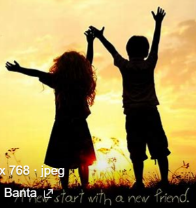 x 768 · jpeg
A new start with a new friend
Banta